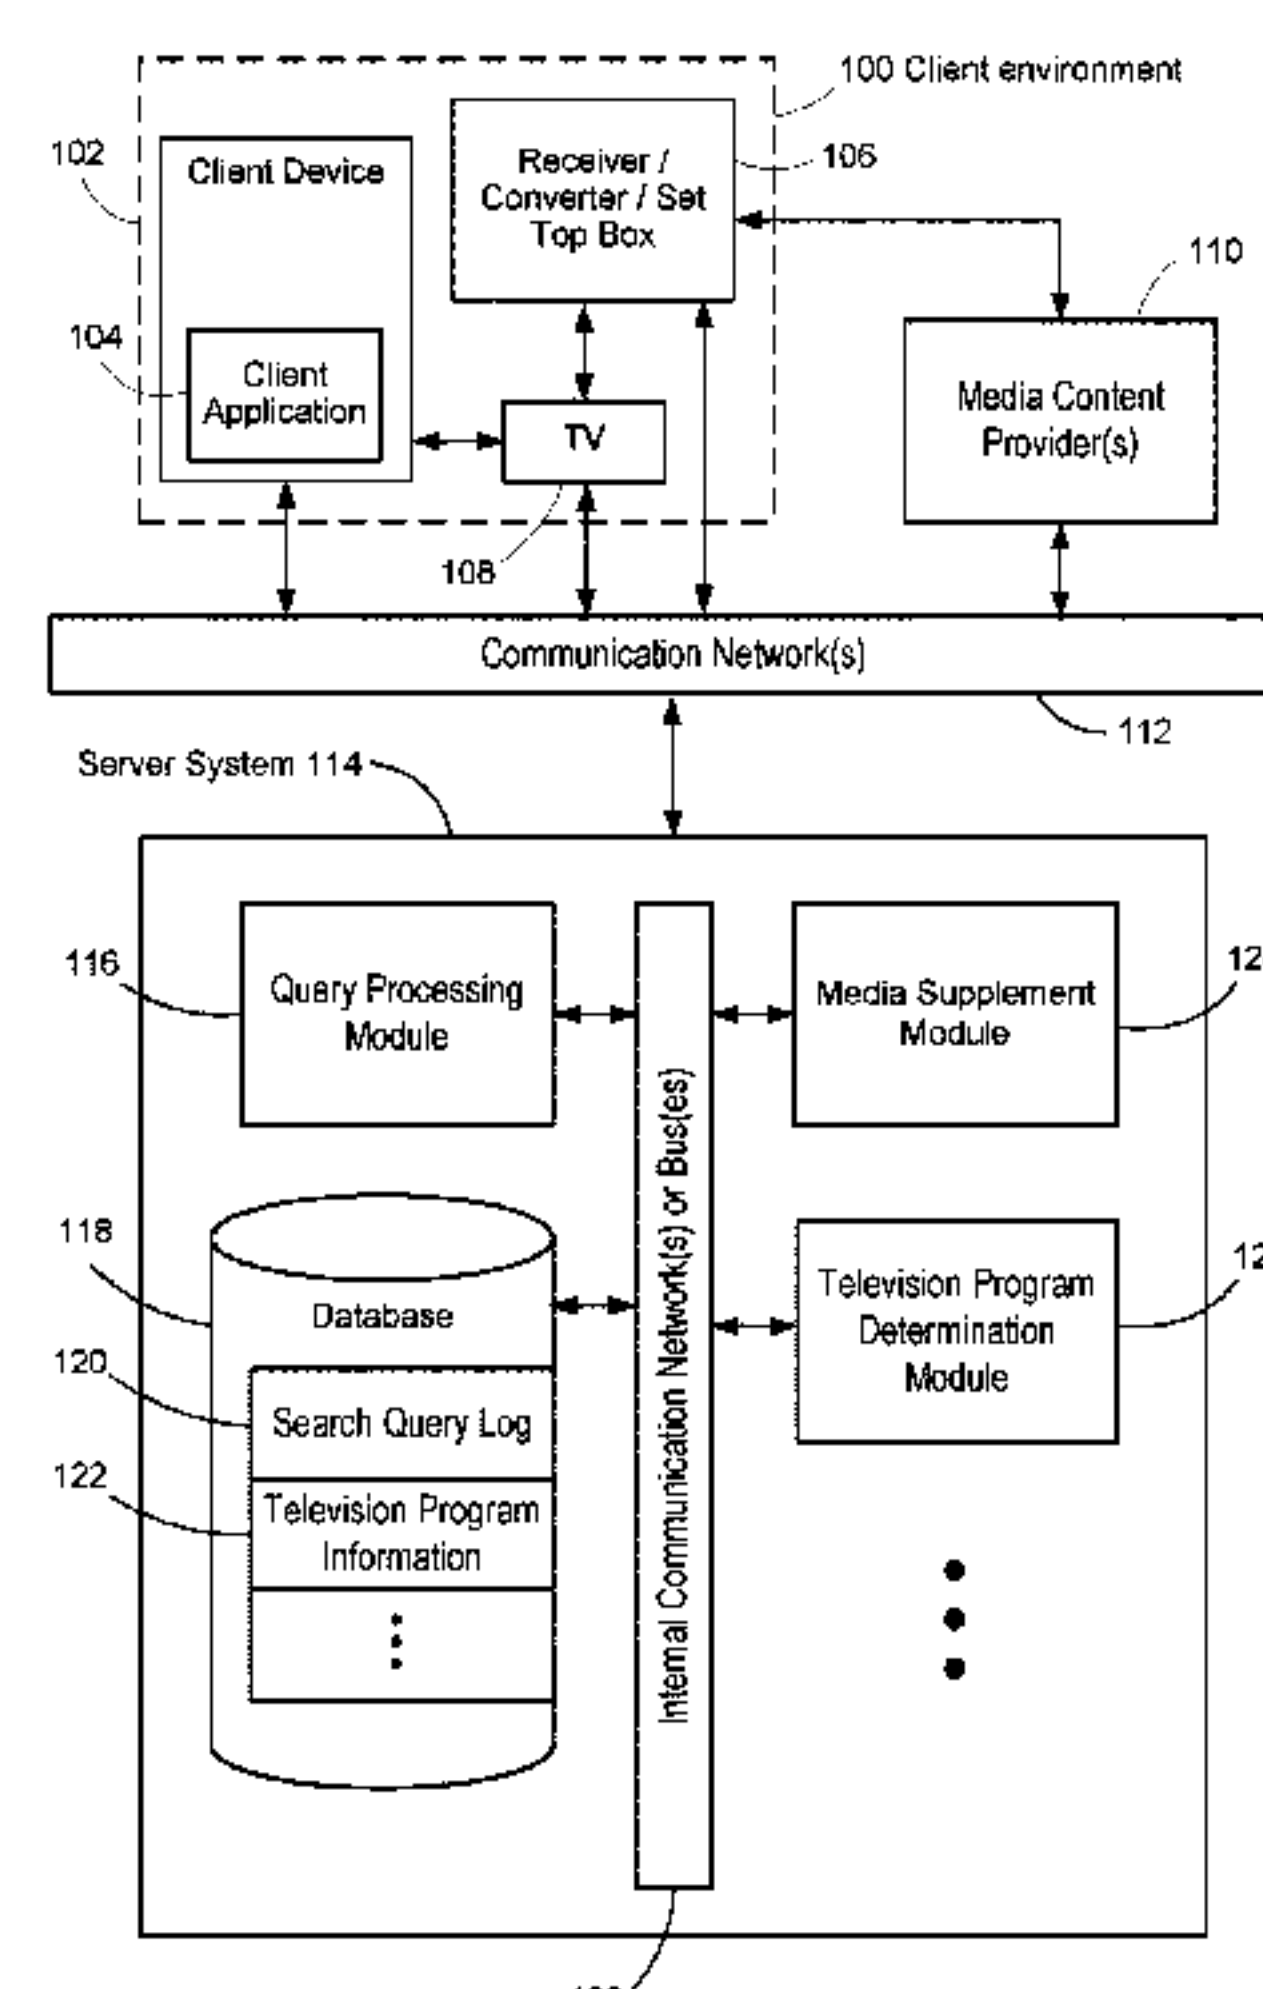 100 Client environment
102
Client Device
Receiver /
Converter / Set
Top Box
106
110
104
Client
Application
TV
Media Content
Provider(s)
108
Communication Network(s)
112
Server System 114
116
Query Processing
Module
Media Supplement
Module
Internal Communication Network(s) or Bus(es)
118
Database
Television Program
Determination
Module
120
Search Query Log
122
Television Program
Information